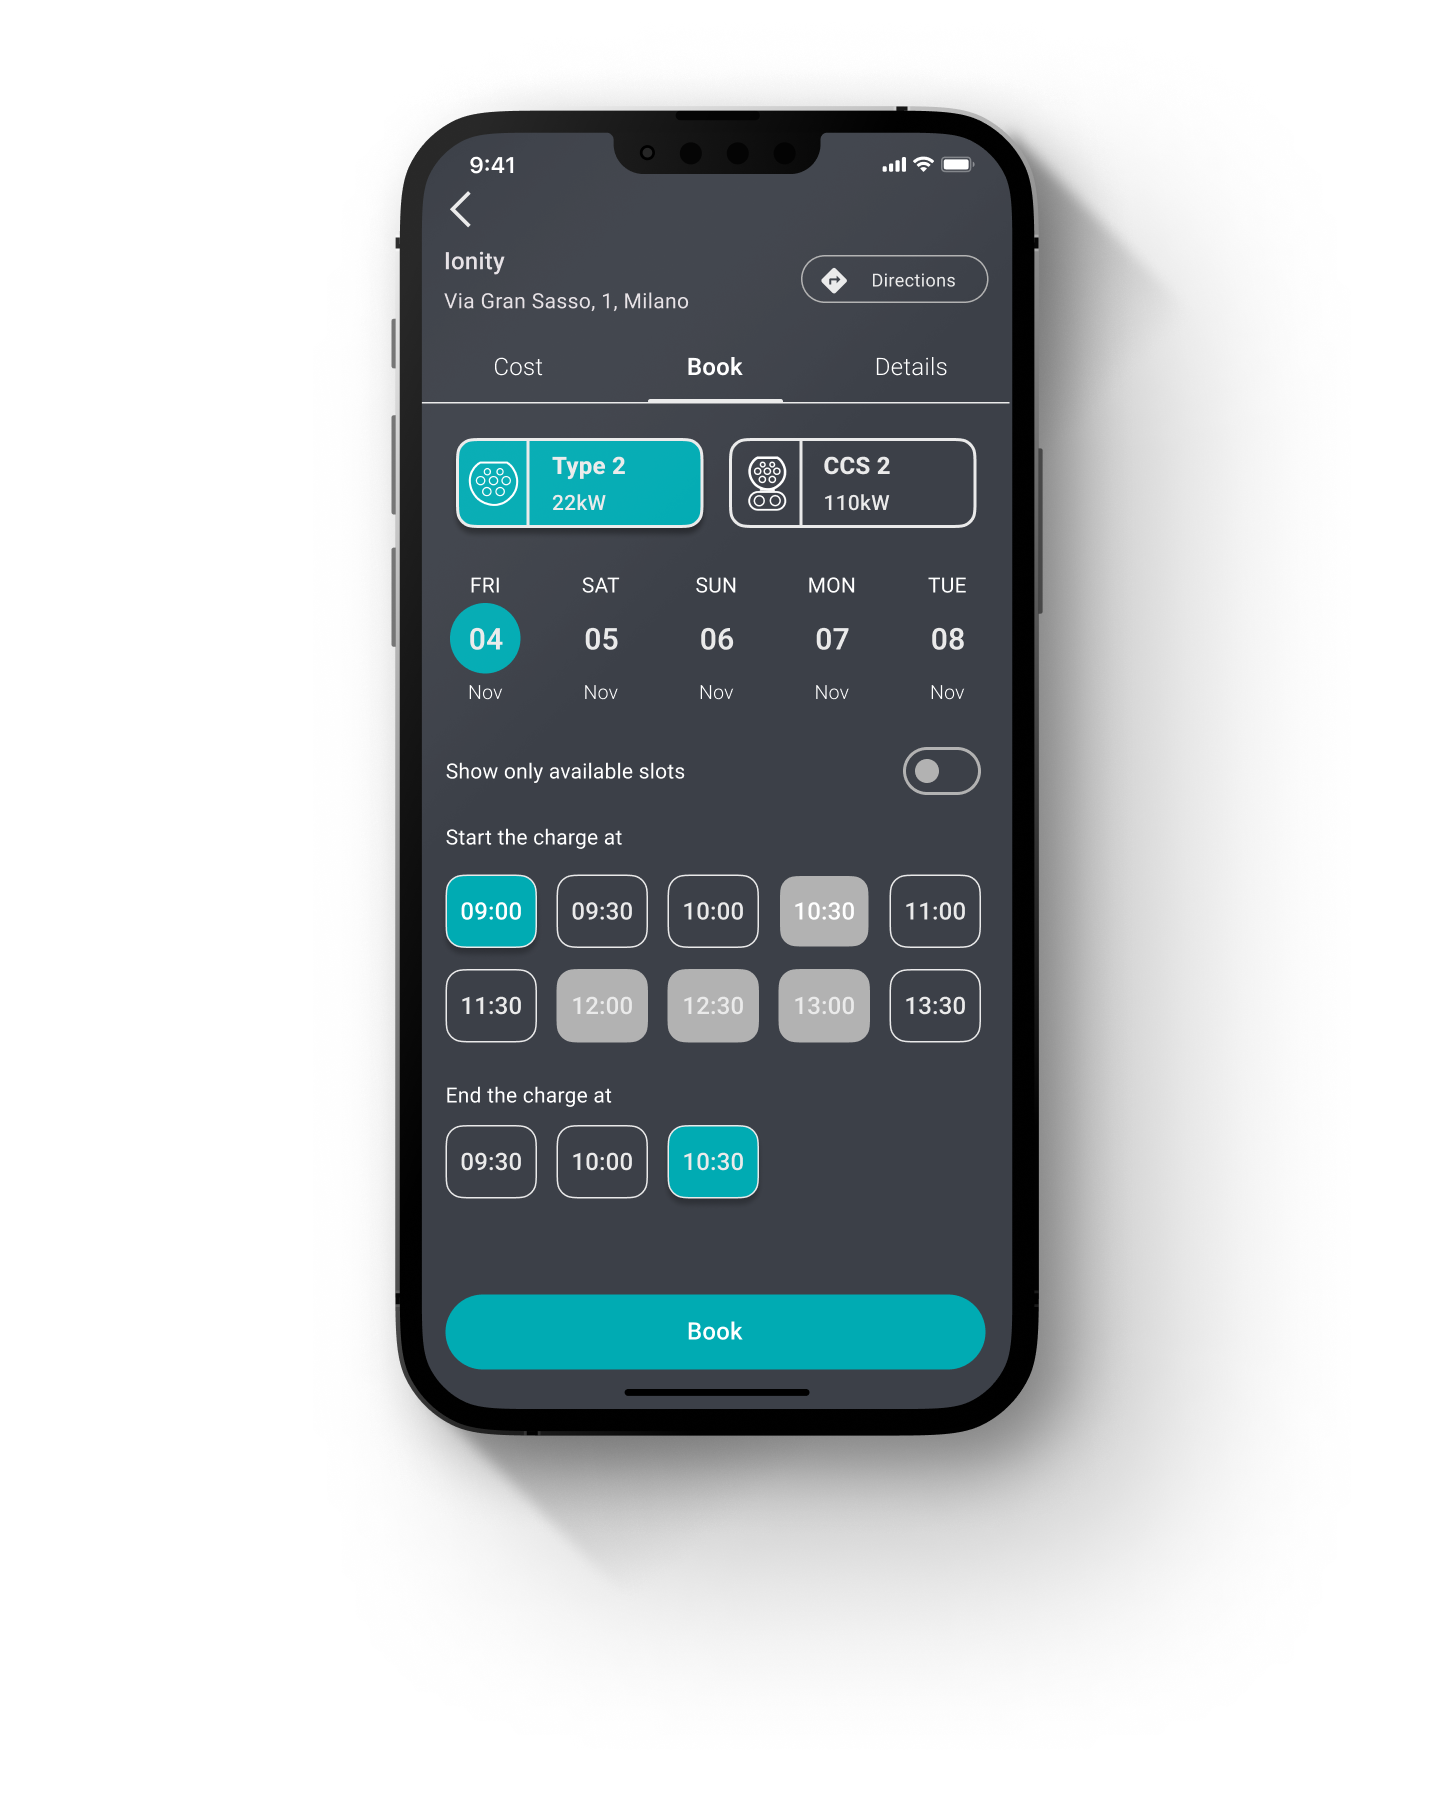 9:41
Ionity
Via Gran Sasso, 1, Milano
Directions
Cost Book Details
Type 2
22kW
CCS 2
110kW
FRI SAT SUN MON TUE
04 05 06 07 08
Nov Nov Nov Nov Nov
Show only available slots
Start the charge at
09:00 09:30 10:00 10:30 11:00
11:30 12:00 12:30 13:00 13:30
End the charge at
09:30 10:00 10:30
Book